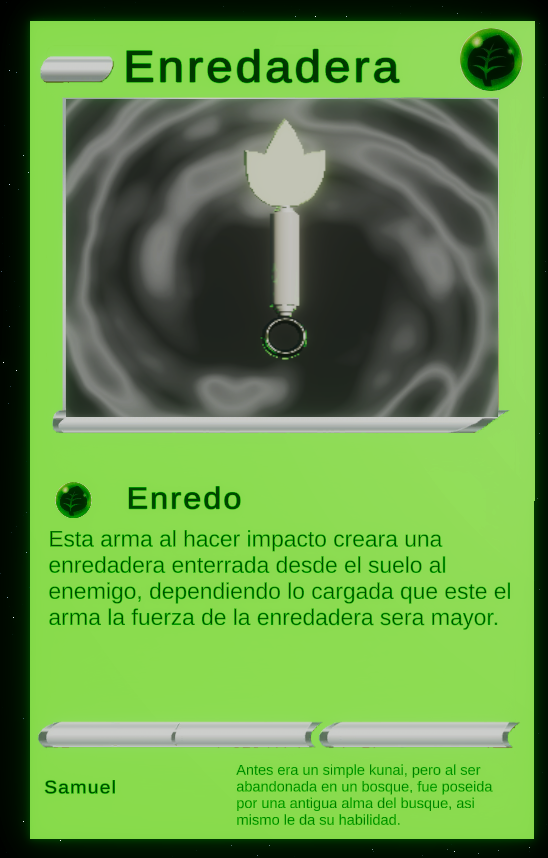 Enredadera
Enredo
Esta arma al hacer impacto creara una
enredadera enterrada desde el suelo al
enemigo, dependiendo lo cargada que este el
arma la fuerza de la enredadera sera mayor.
Samuel
Antes era un simple kunai, pero al ser
abandonada en un bosque, fue poseida
por una antigua alma del busque, asi
mismo le da su habilidad.